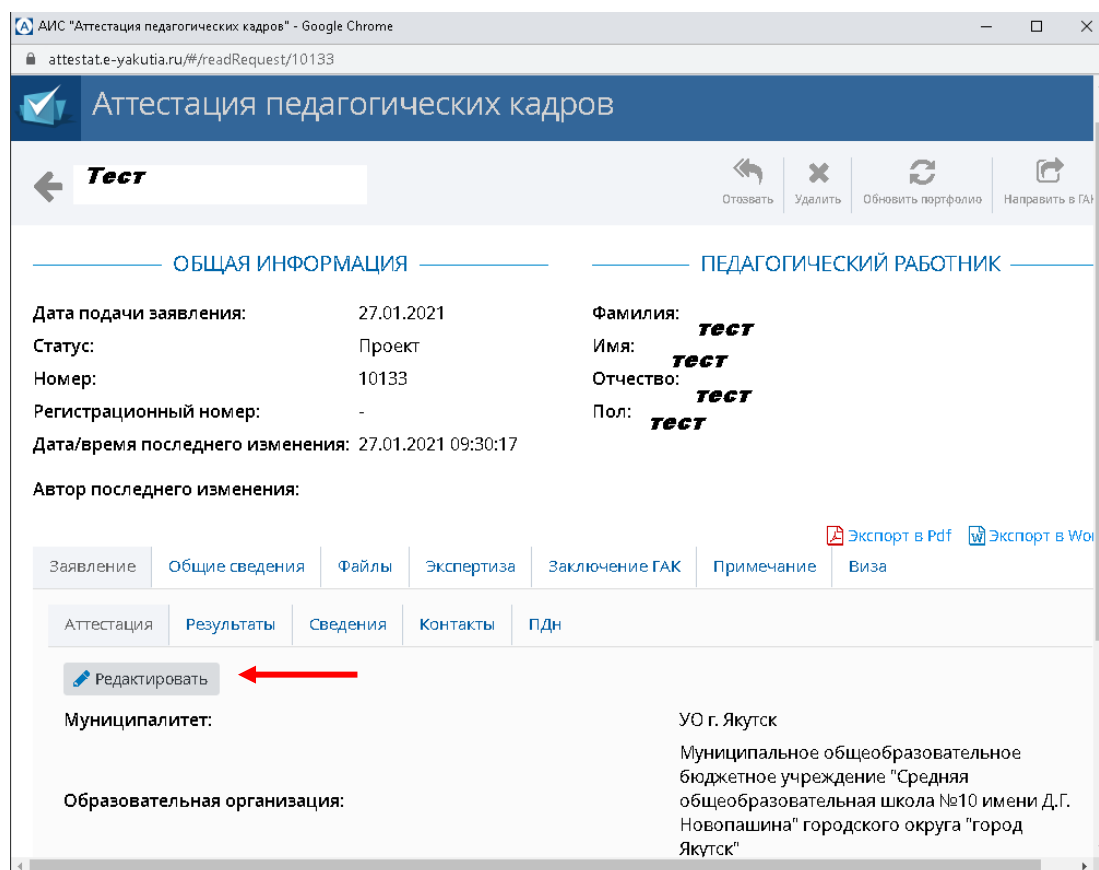 АИС "Аттестация педагогических кадров" - Google Chrome
attestat.e-yakutia.ru/#/readRequest/10133
Аттестация педагогических кадров
Тест
Отозвать Удалить Обновить портфолио Направить в ГАК
ОБЩАЯ ИНФОРМАЦИЯ
Дата подачи заявления: 27.01.2021
Статус: Проект
Номер: 10133
Регистрационный номер: -
Дата/время последнего изменения: 27.01.2021 09:30:17
Автор последнего изменения:
ПЕДАГОГИЧЕСКИЙ РАБОТНИК
Фамилия: тест
Имя: тест
Отчество: тест
Пол: тест
Экспорт в Pdf Экспорт в Wor
Заявление Общие сведения Файлы Экспертиза Заключение ГАК Примечание Виза
Аттестация Результаты Сведения Контакты ПДн
Редактировать
Муниципалитет: УО г. Якутск
Образовательная организация:
Муниципальное общеобразовательное
бюджетное учреждение "Средняя
общеобразовательная школа №10 имени Д.Г.
Новопашина" городского округа "город
Якутск"